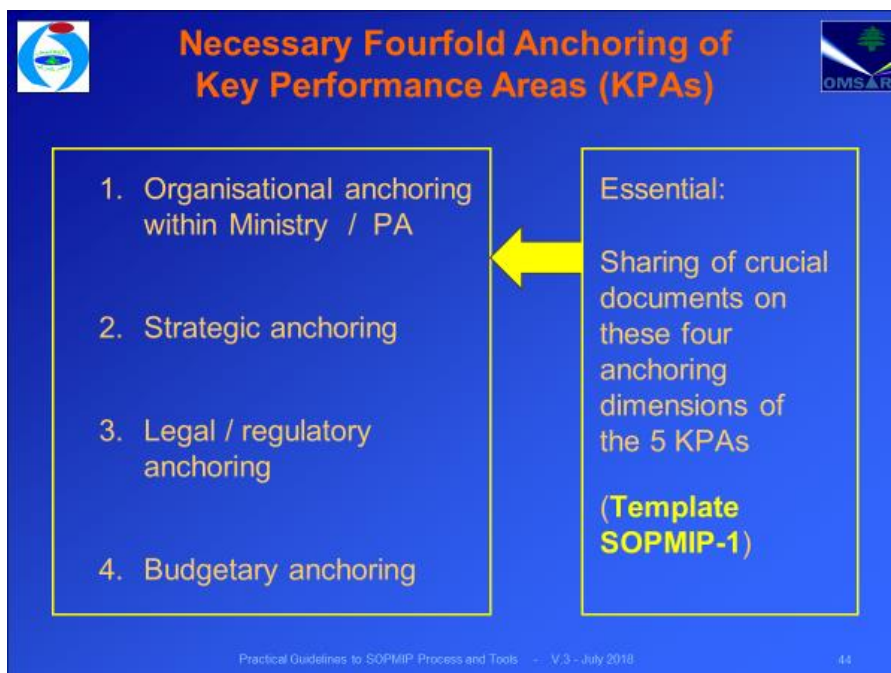 Necessary Fourfold Anchoring of
Key Performance Areas (KPAs)
OMSAR
1. Organisational anchoring
within Ministry / PA
2. Strategic anchoring
3. Legal / regulatory
anchoring
4. Budgetary anchoring
Essential:
Sharing of crucial
documents on
these four
anchoring
dimensions of
the 5 KPAs
(Template
SOPMIP-1)
Practical Guidelines to SOPMIP Process and Tools - V.3 - July 2018
44